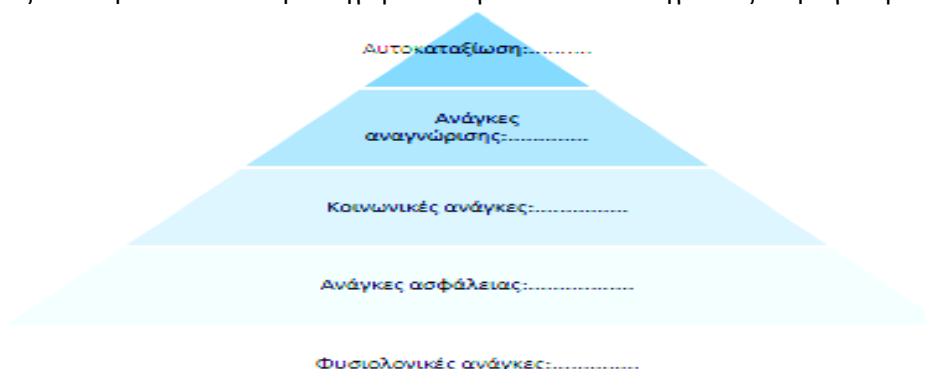 Αυτοκαταξίωση:..........
Ανάγκες
αναγνώρισης:...............
Κοινωνικές ανάγκες:.................
Ανάγκες ασφάλειας:...................
Φυσιολογικές ανάγκες:...............